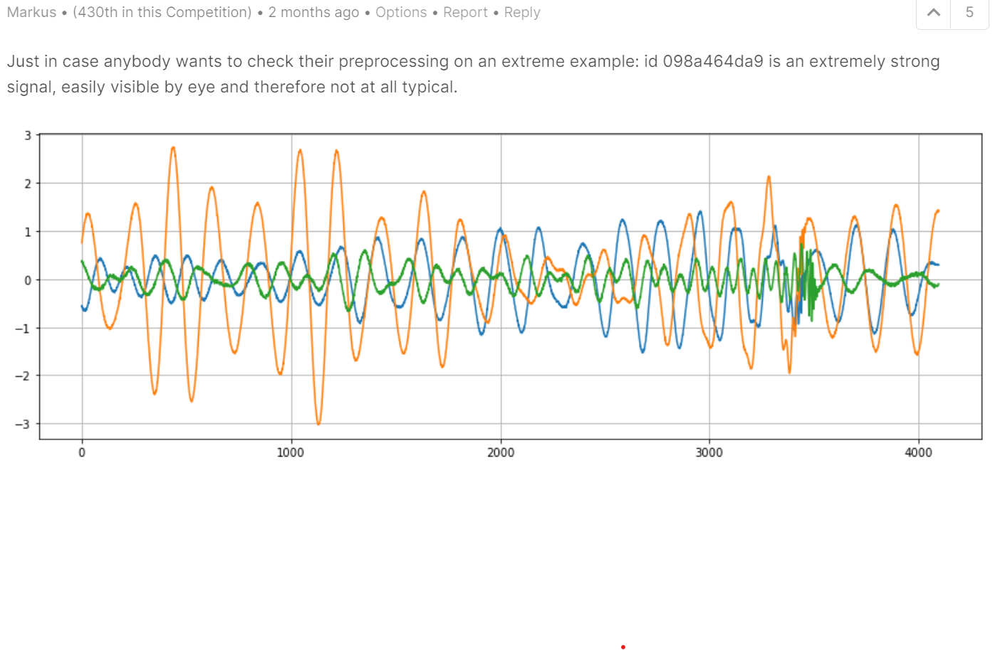 Markus • (430th in this Competition) • 2 months ago • Options • Report • Reply
5
Just in case anybody wants to check their preprocessing on an extreme example: id 098a464da9 is an extremely strong
signal, easily visible by eye and therefore not at all typical.
3
2
1
0
−1
−2
−3
0 1000 2000 3000 4000